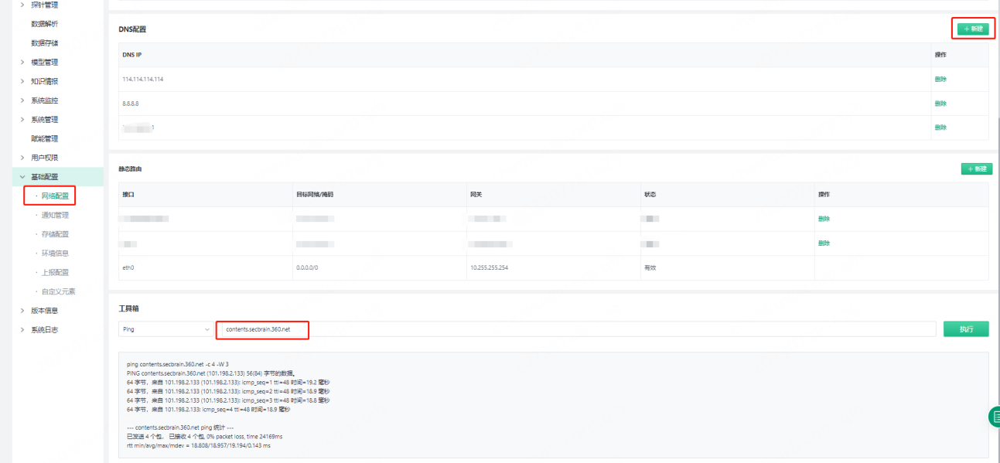 探针管理
数据解析
数据存储
模型管理
知识情报
系统监控
系统管理
赋能管理
用户权限
基础配置
· 网络配置
· 通知管理
· 存储配置
· 环境信息
· 上报配置
· 自定义元素
版本信息
系统日志
DNS配置
+ 新建
DNS IP 操作
114.114.114.114 删除
8.8.8.8 删除
删除
静态路由
+ 新建
接口 目标网络/掩码 网关 状态 操作
删除
删除
eth0 0.0.0.0/0 10.255.255.254 有效
工具箱
Ping contents.secbrain.360.net 执行
ping contents.secbrain.360.net -c 4 -W 3
PING contents.secbrain.360.net (101.198.2.133) 56(84) 字节的数据。
64 字节，来自 101.198.2.133 (101.198.2.133): icmp_seq=1 ttl=48 时间=19.2 毫秒
64 字节，来自 101.198.2.133 (101.198.2.133): icmp_seq=2 ttl=48 时间=18.9 毫秒
64 字节，来自 101.198.2.133 (101.198.2.133): icmp_seq=3 ttl=48 时间=18.8 毫秒
64 字节，来自 101.198.2.133: icmp_seq=4 ttl=48 时间=18.9 毫秒
--- contents.secbrain.360.net ping 统计 ---
已发送 4 个包， 已接收 4 个包, 0% packet loss, time 24169ms
rtt min/avg/max/mdev = 18.808/18.957/19.194/0.143 ms